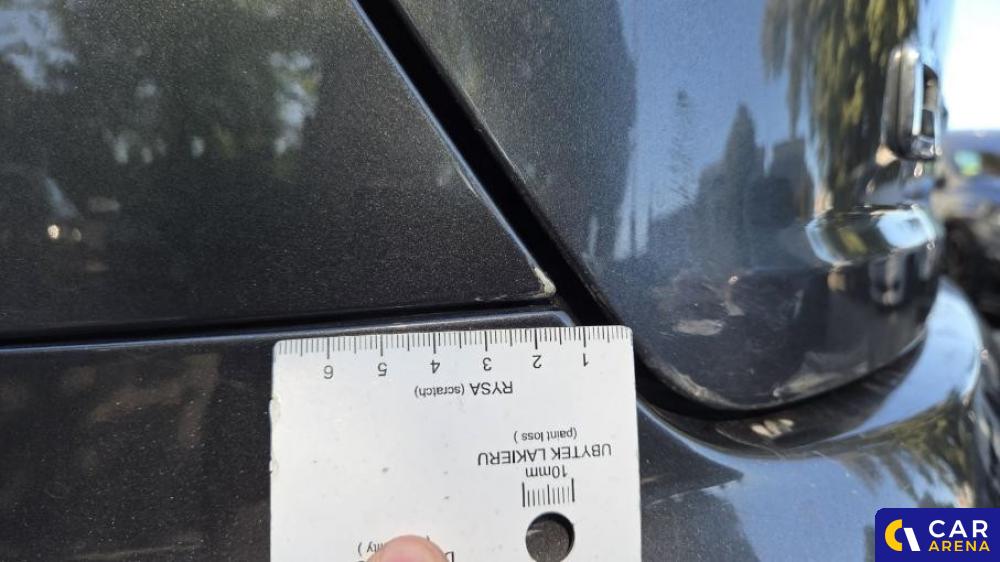 6 5 4 3 2 1
RYSA (scratch)
UBYTEK LAKIERU
(paint loss)
10mm
CAR
ARENA